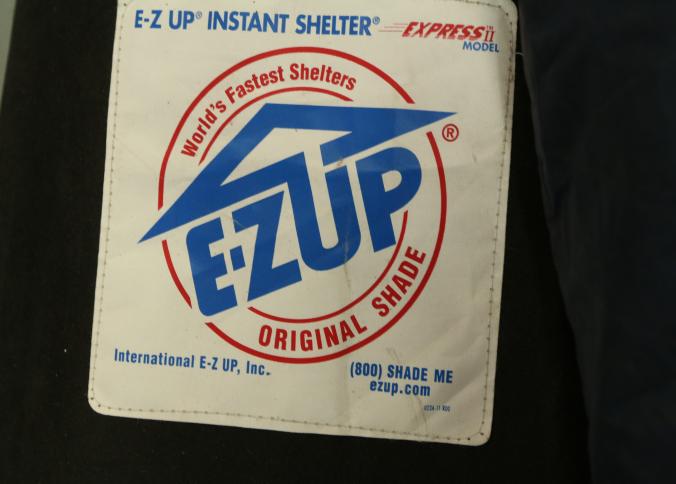 E-Z UP® INSTANT SHELTER® EXPRESS II
MODEL
World's Fastest Shelters
E-Z UP ®
ORIGINAL SHADE
International E-Z UP, Inc.
(800) SHADE ME
ezup.com